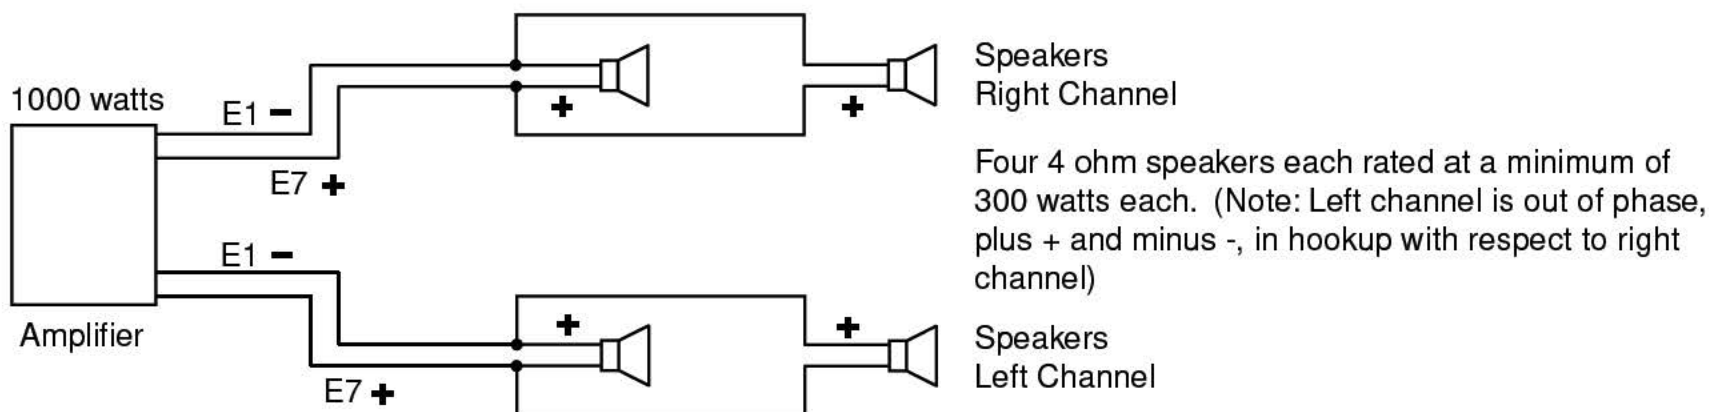 1000 watts
E1 −
E7 +
+
+
Speakers
Right Channel
Four 4 ohm speakers each rated at a minimum of
300 watts each.  (Note: Left channel is out of phase,
plus + and minus -, in hookup with respect to right
channel)
E1 −
Amplifier
E7 +
+
+
Speakers
Left Channel